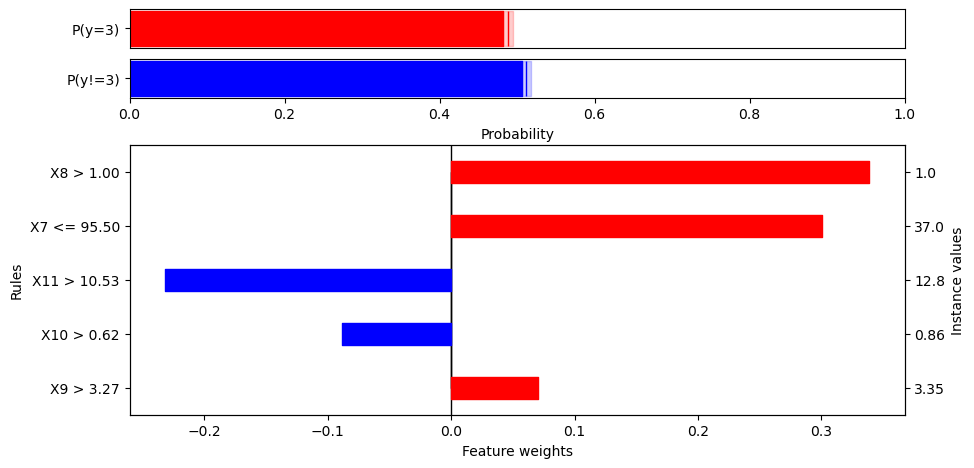 P(y=3)
P(y!=3)
0.0 0.2 0.4 0.6 0.8 1.0
Probability
X8 > 1.00 1.0
X7 <= 95.50 37.0
X11 > 10.53 12.8
X10 > 0.62 0.86
X9 > 3.27 3.35
Rules
Instance values
−0.2 −0.1 0.0 0.1 0.2 0.3
Feature weights